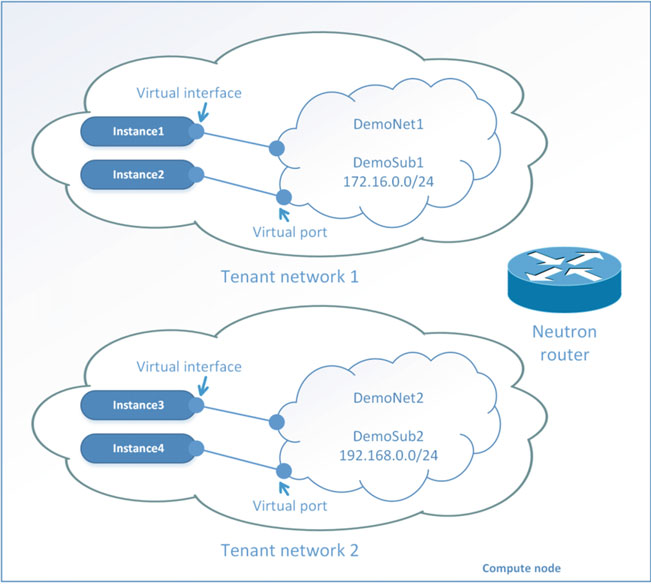 Virtual interface
Instance1
DemoNet1
Instance2
DemoSub1
172.16.0.0/24
Virtual port
Tenant network 1
Neutron
router
Virtual interface
Instance3
DemoNet2
Instance4
DemoSub2
192.168.0.0/24
Virtual port
Tenant network 2
Compute node